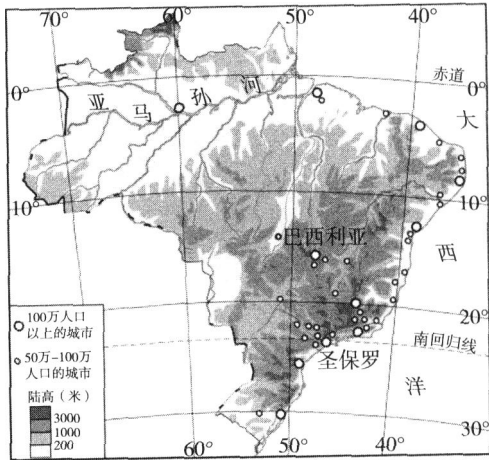 70° 60° 50° 40°
0° 赤道 0°
亚马孙河
大西洋
10° 10°
巴西利亚
20°
南回归线
圣保罗
100万人口
以上的城市
50万-100万
人口的城市
陆高（米）
3000
1000
200
30°
60° 50° 40°